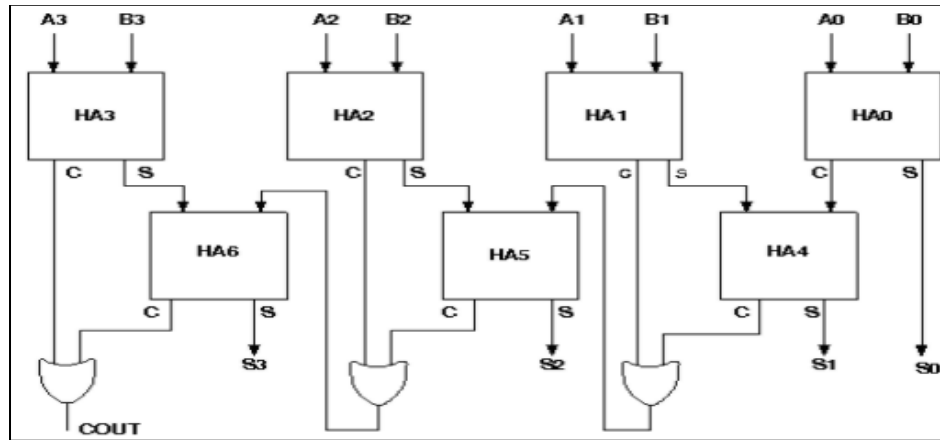 A3 B3 A2 B2 A1 B1 A0 B0
HA3 HA2 HA1 HA0
C S C S C S C S
HA6 HA5 HA4
C S C S C S
S3 S2 S1 S0
COUT